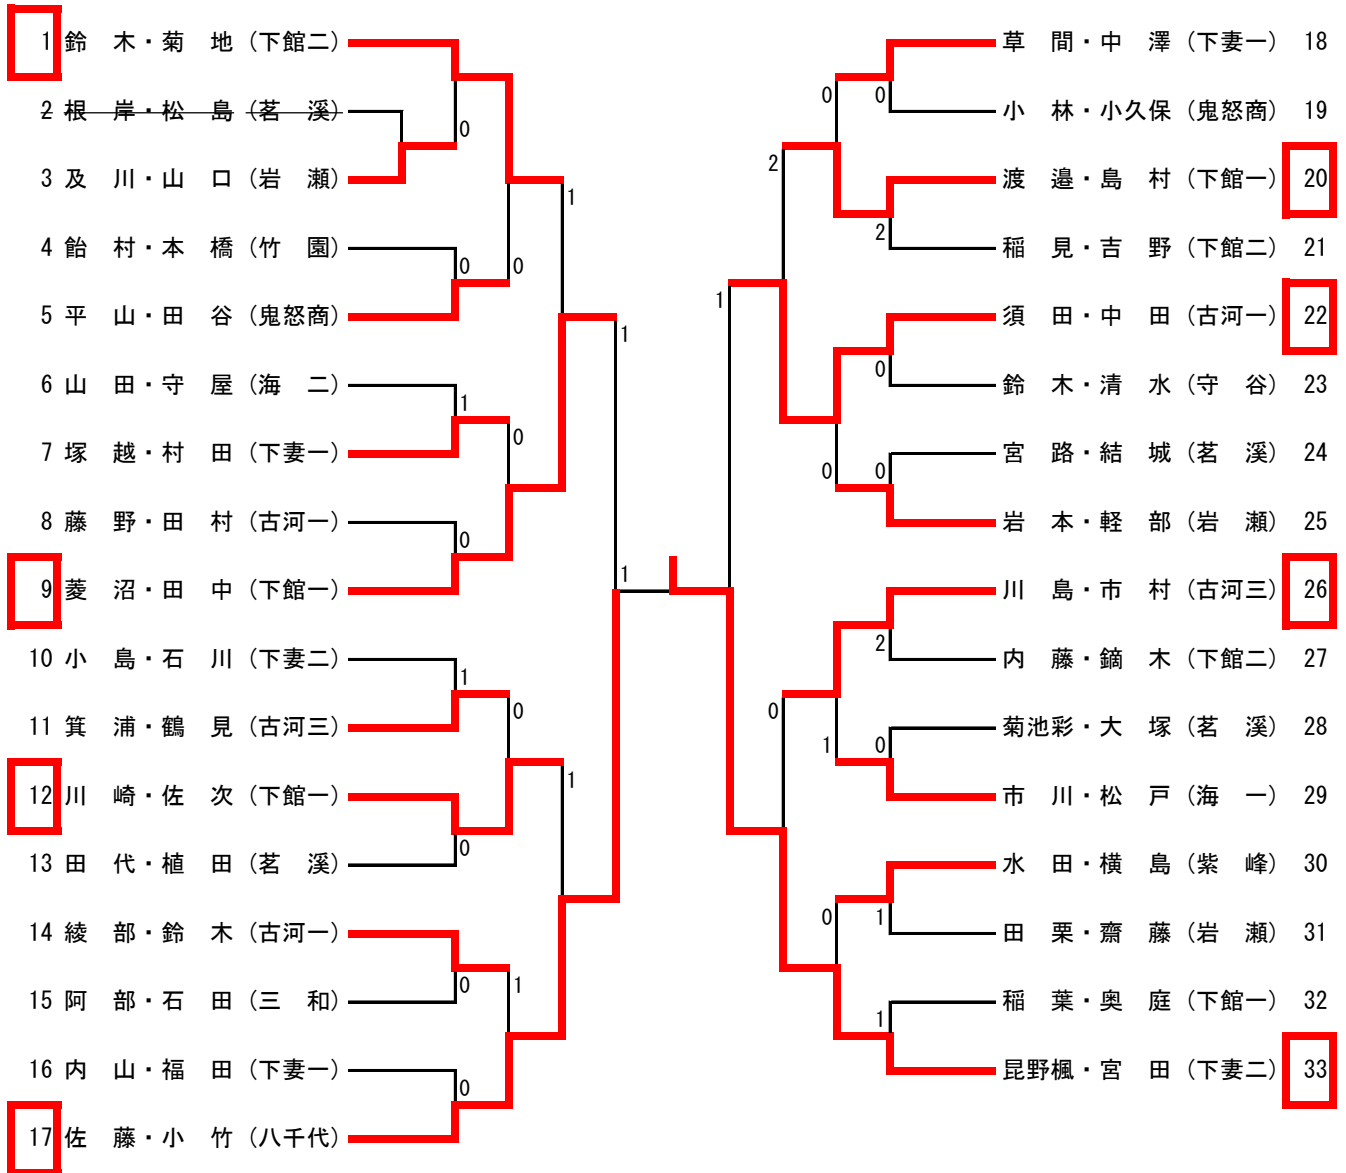 1 鈴 木・菊 地 (下館二)
2 根 岸・松 島 (茗 溪)
0
3 及 川・山 口 (岩 瀬)
1
4 飴 村・本 橋 (竹 園)
0
0
5 平 山・田 谷 (鬼怒商)
1
6 山 田・守 屋 (海 二)
1
0
7 塚 越・村 田 (下妻一)
8 藤 野・田 村 (古河一)
0
1
9 菱 沼・田 中 (下館一)
10 小 島・石 川 (下妻二)
1
0
11 箕 浦・鶴 見 (古河三)
1
12 川 崎・佐 次 (下館一)
0
13 田 代・植 田 (茗 溪)
14 綾 部・鈴 木 (古河一)
0
1
15 阿 部・石 田 (三 和)
16 内 山・福 田 (下妻一)
0
17 佐 藤・小 竹 (八千代)
草 間・中 澤 (下妻一) 18
0
0
小 林・小久保 (鬼怒商) 19
2
渡 邉・島 村 (下館一) 20
2
稲 見・吉 野 (下館二) 21
1
須 田・中 田 (古河一) 22
0
鈴 木・清 水 (守 谷) 23
宮 路・結 城 (茗 溪) 24
0
0
岩 本・軽 部 (岩 瀬) 25
川 島・市 村 (古河三) 26
2
内 藤・鏑 木 (下館二) 27
0
菊池彩・大 塚 (茗 溪) 28
1
0
市 川・松 戸 (海 一) 29
水 田・横 島 (紫 峰) 30
0
1
田 栗・齋 藤 (岩 瀬) 31
稲 葉・奥 庭 (下館一) 32
1
昆野楓・宮 田 (下妻二) 33